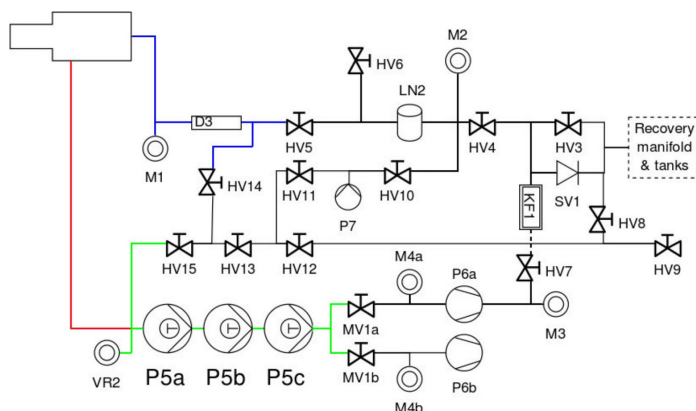 M2
HV6
LN2
D3
HV5
HV4
HV3
Recovery
manifold
& tanks
M1
HV14
HV11
P7
HV10
KF1
SV1
HV8
HV15
HV13
HV12
M4a
P6a
HV7
HV9
MV1a
M3
VR2
P5a
P5b
P5c
MV1b
M4b
P6b